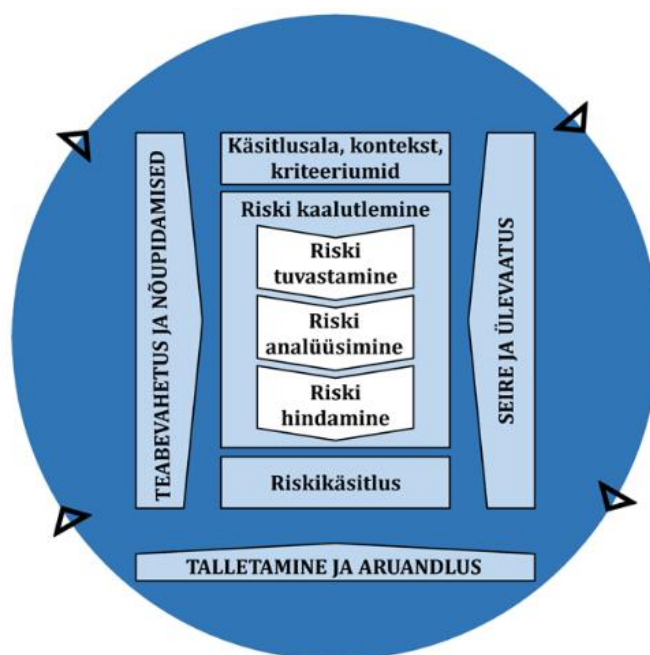 Käsitlusala, kontekst,
kriteeriumid
Riski kaalutlemine
Riski
tuvastamine
Riski
analüüsimine
Riski
hindamine
Riskikäsitlus
TEABEVAHETUS JA NÕUPIDAMISED
SEIRE JA ÜLEVAATUS
TALLETAMINE JA ARUANDLUS